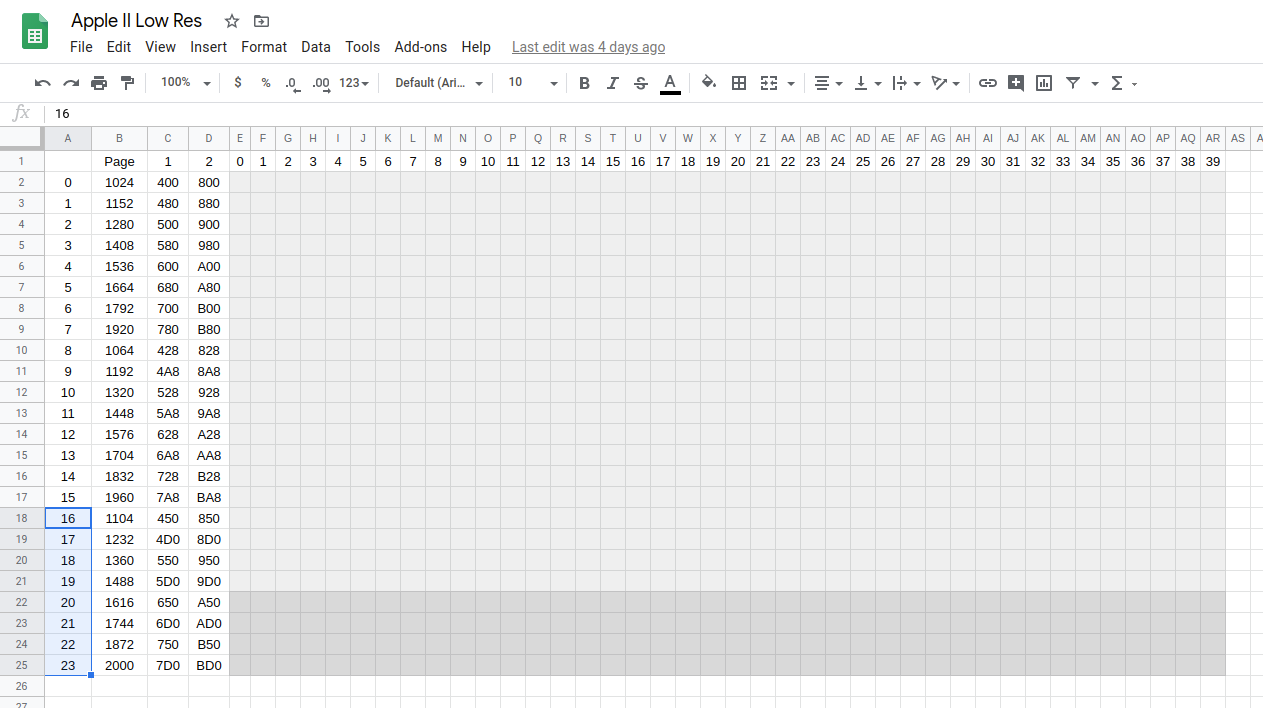 Apple II Low Res
File Edit View Insert Format Data Tools Add-ons Help Last edit was 4 days ago
100% $ % .0 .00 123 Default (Ari... 10 B I S A Σ
fx 16
A B C D E F G H I J K L M N O P Q R S T U V W X Y Z AA AB AC AD AE AF AG AH AI AJ AK AL AM AN AO AP AQ AR AS
1 Page 1 2 0 1 2 3 4 5 6 7 8 9 10 11 12 13 14 15 16 17 18 19 20 21 22 23 24 25 26 27 28 29 30 31 32 33 34 35 36 37 38 39
2 0 1024 400 800
3 1 1152 480 880
4 2 1280 500 900
5 3 1408 580 980
6 4 1536 600 A00
7 5 1664 680 A80
8 6 1792 700 B00
9 7 1920 780 B80
10 8 1064 428 828
11 9 1192 4A8 8A8
12 10 1320 528 928
13 11 1448 5A8 9A8
14 12 1576 628 A28
15 13 1704 6A8 AA8
16 14 1832 728 B28
17 15 1960 7A8 BA8
18 16 1104 450 850
19 17 1232 4D0 8D0
20 18 1360 550 950
21 19 1488 5D0 9D0
22 20 1616 650 A50
23 21 1744 6D0 AD0
24 22 1872 750 B50
25 23 2000 7D0 BD0
26
27